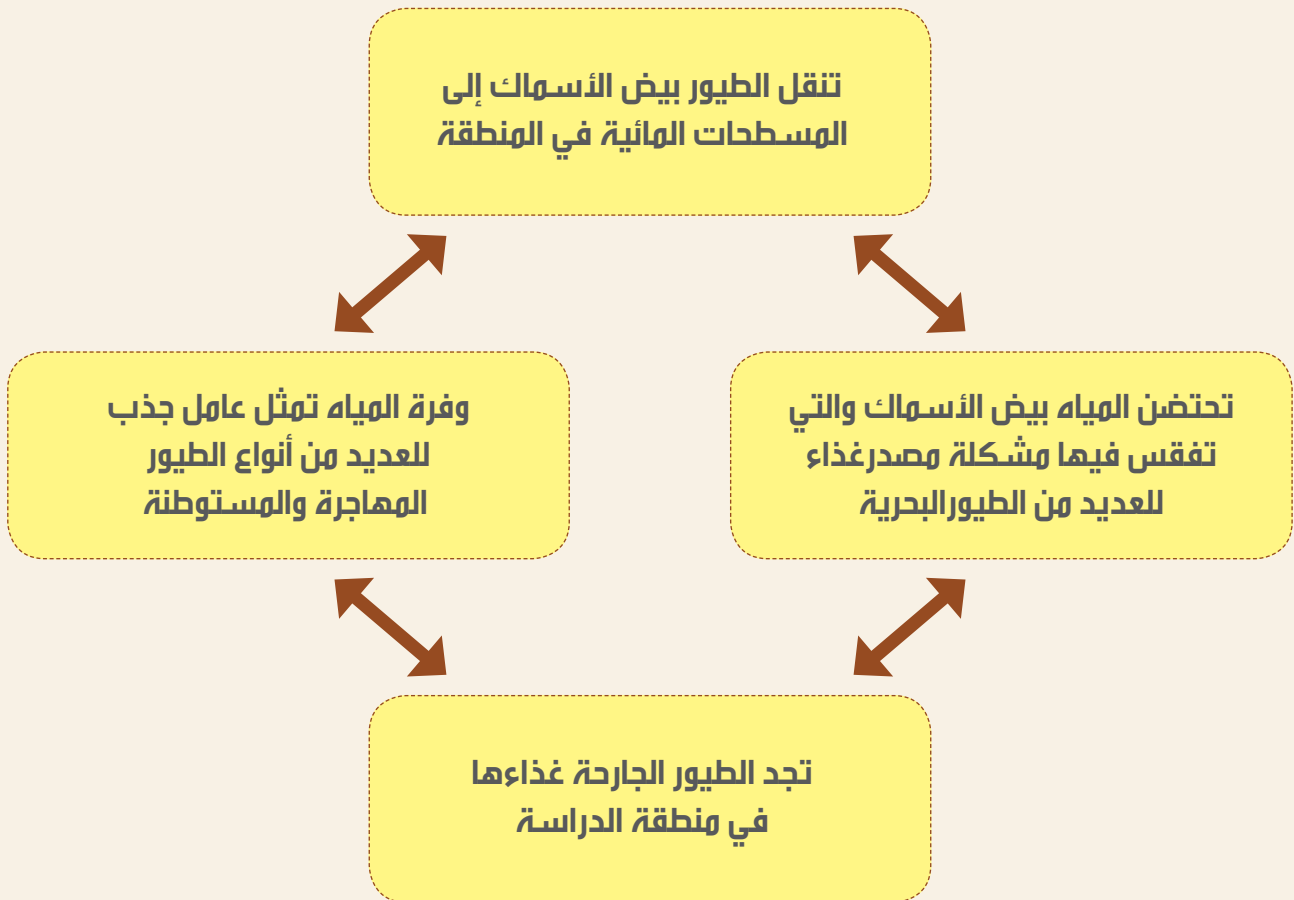 تنقل الطيور بيض الأسماك إلى
المسطحات المائية في المنطقة
تحتضن المياه بيض الأسماك والتي
تفقس فيها مشكلة مصدرغذاء
للعديد من الطيورالبحرية
وفرة المياه تمثل عامل جذب
للعديد من أنواع الطيور
المهاجرة والمستوطنة
تجد الطيور الجارحة غذاءها
في منطقة الدراسة